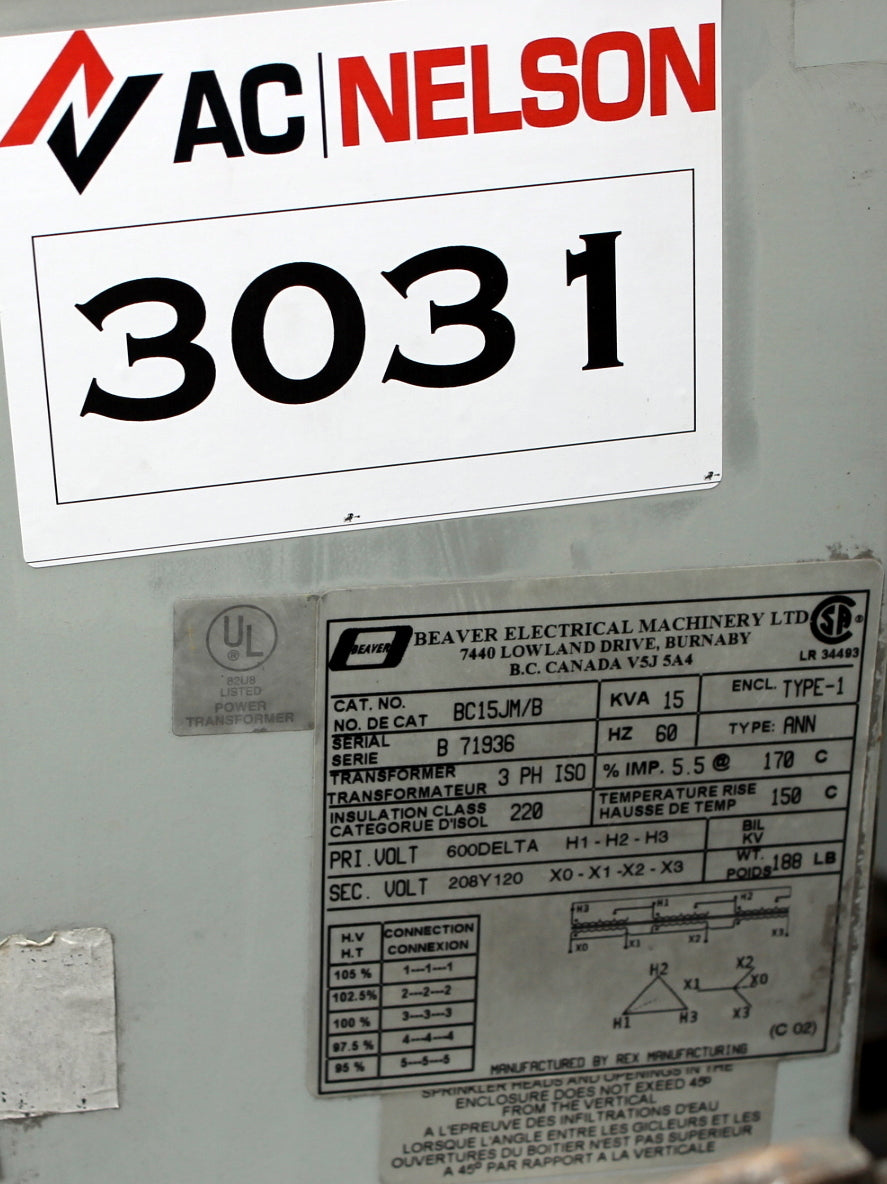 AC|NELSON
3031
UL
®
82U8
LISTED
POWER
TRANSFORMER
BEAVER
BEAVER ELECTRICAL MACHINERY LTD
7440 LOWLAND DRIVE, BURNABY
B.C. CANADA V5J 5A4
SA ®
LR 34493
CAT. NO.
NO. DE CAT BC15JM/B
KVA 15
ENCL. TYPE-1
SERIAL
SERIE B 71936
HZ 60
TYPE: ANN
TRANSFORMER
TRANSFORMATEUR 3 PH ISO
% IMP. 5.5 @ 170 C
INSULATION CLASS
CATEGORUE D'ISOL 220
TEMPERATURE RISE
HAUSSE DE TEMP 150 C
PRI. VOLT 600DELTA H1 - H2 - H3
BIL
KV
SEC. VOLT 208Y120 X0 - X1 - X2 - X3
WT.
POIDS 188 LB
H.V CONNECTION
H.T CONNEXION
105 % 1---1---1
102.5% 2---2---2
100 % 3---3---3
97.5 % 4---4---4
95 % 5---5---5
H3 H1 H2
X0 X1 X2 X3
H2
H1 H3
X1 X2 X0 X3
(C 02)
MANUFACTURED BY REX MANUFACTURING
SPRINKLER HEADS AND OPENINGS IN THE
ENCLOSURE DOES NOT EXCEED 45º
FROM THE VERTICAL
A L'EPREUVE DES INFILTRATIONS D'EAU
LORSQUE L'ANGLE ENTRE LES GICLEURS ET LES
OUVERTURES DU BOITIER N'EST PAS SUPERIEUR
A 45º PAR RAPPORT A LA VERTICALE